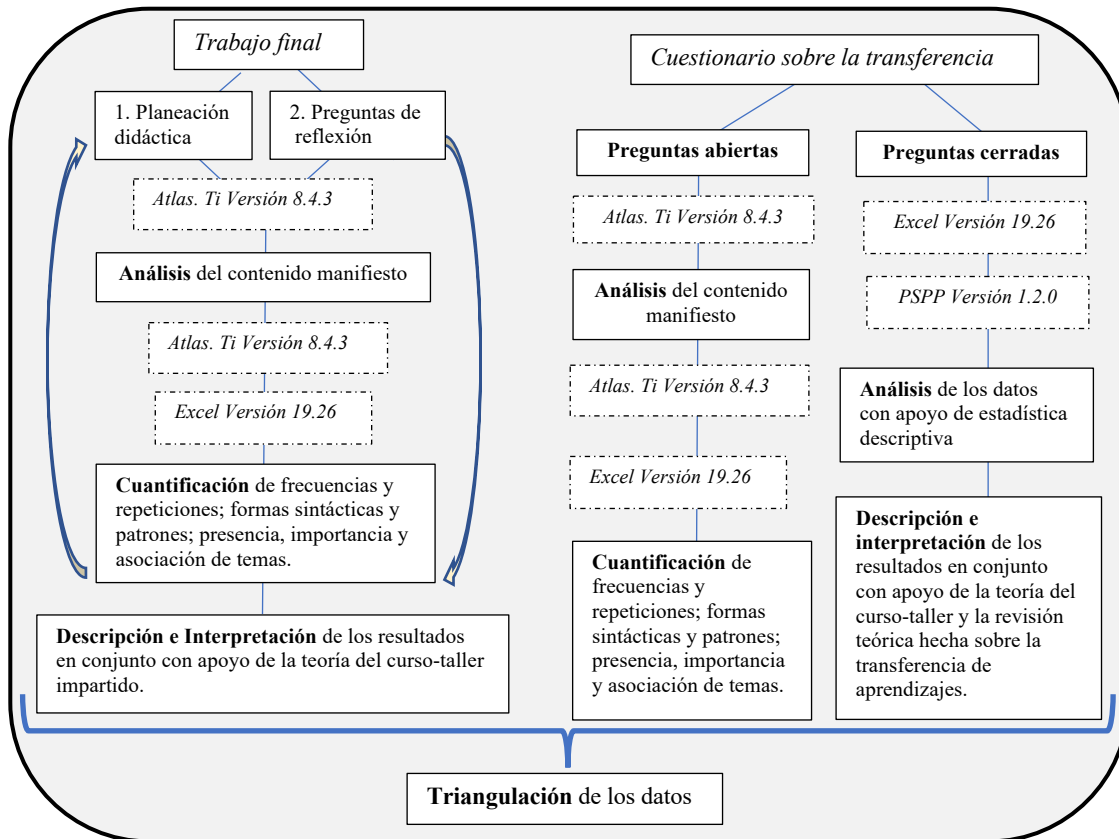 Trabajo final
1. Planeación
didáctica
2. Preguntas de
reflexión
Atlas. Ti Versión 8.4.3
Análisis del contenido manifiesto
Atlas. Ti Versión 8.4.3
Excel Versión 19.26
Cuantificación de frecuencias y
repeticiones; formas sintácticas y
patrones; presencia, importancia y
asociación de temas.
Descripción e Interpretación de los resultados
en conjunto con apoyo de la teoría del curso-taller
impartido.
Cuestionario sobre la transferencia
Preguntas abiertas
Atlas. Ti Versión 8.4.3
Análisis del contenido
manifiesto
Atlas. Ti Versión 8.4.3
Excel Versión 19.26
Cuantificación de
frecuencias y
repeticiones; formas
sintácticas y patrones;
presencia, importancia
y asociación de temas.
Preguntas cerradas
Excel Versión 19.26
PSPP Versión 1.2.0
Análisis de los datos
con apoyo de estadística
descriptiva
Descripción e
interpretación de los
resultados en conjunto
con apoyo de la teoría del
curso-taller y la revisión
teórica hecha sobre la
transferencia de
aprendizajes.
Triangulación de los datos